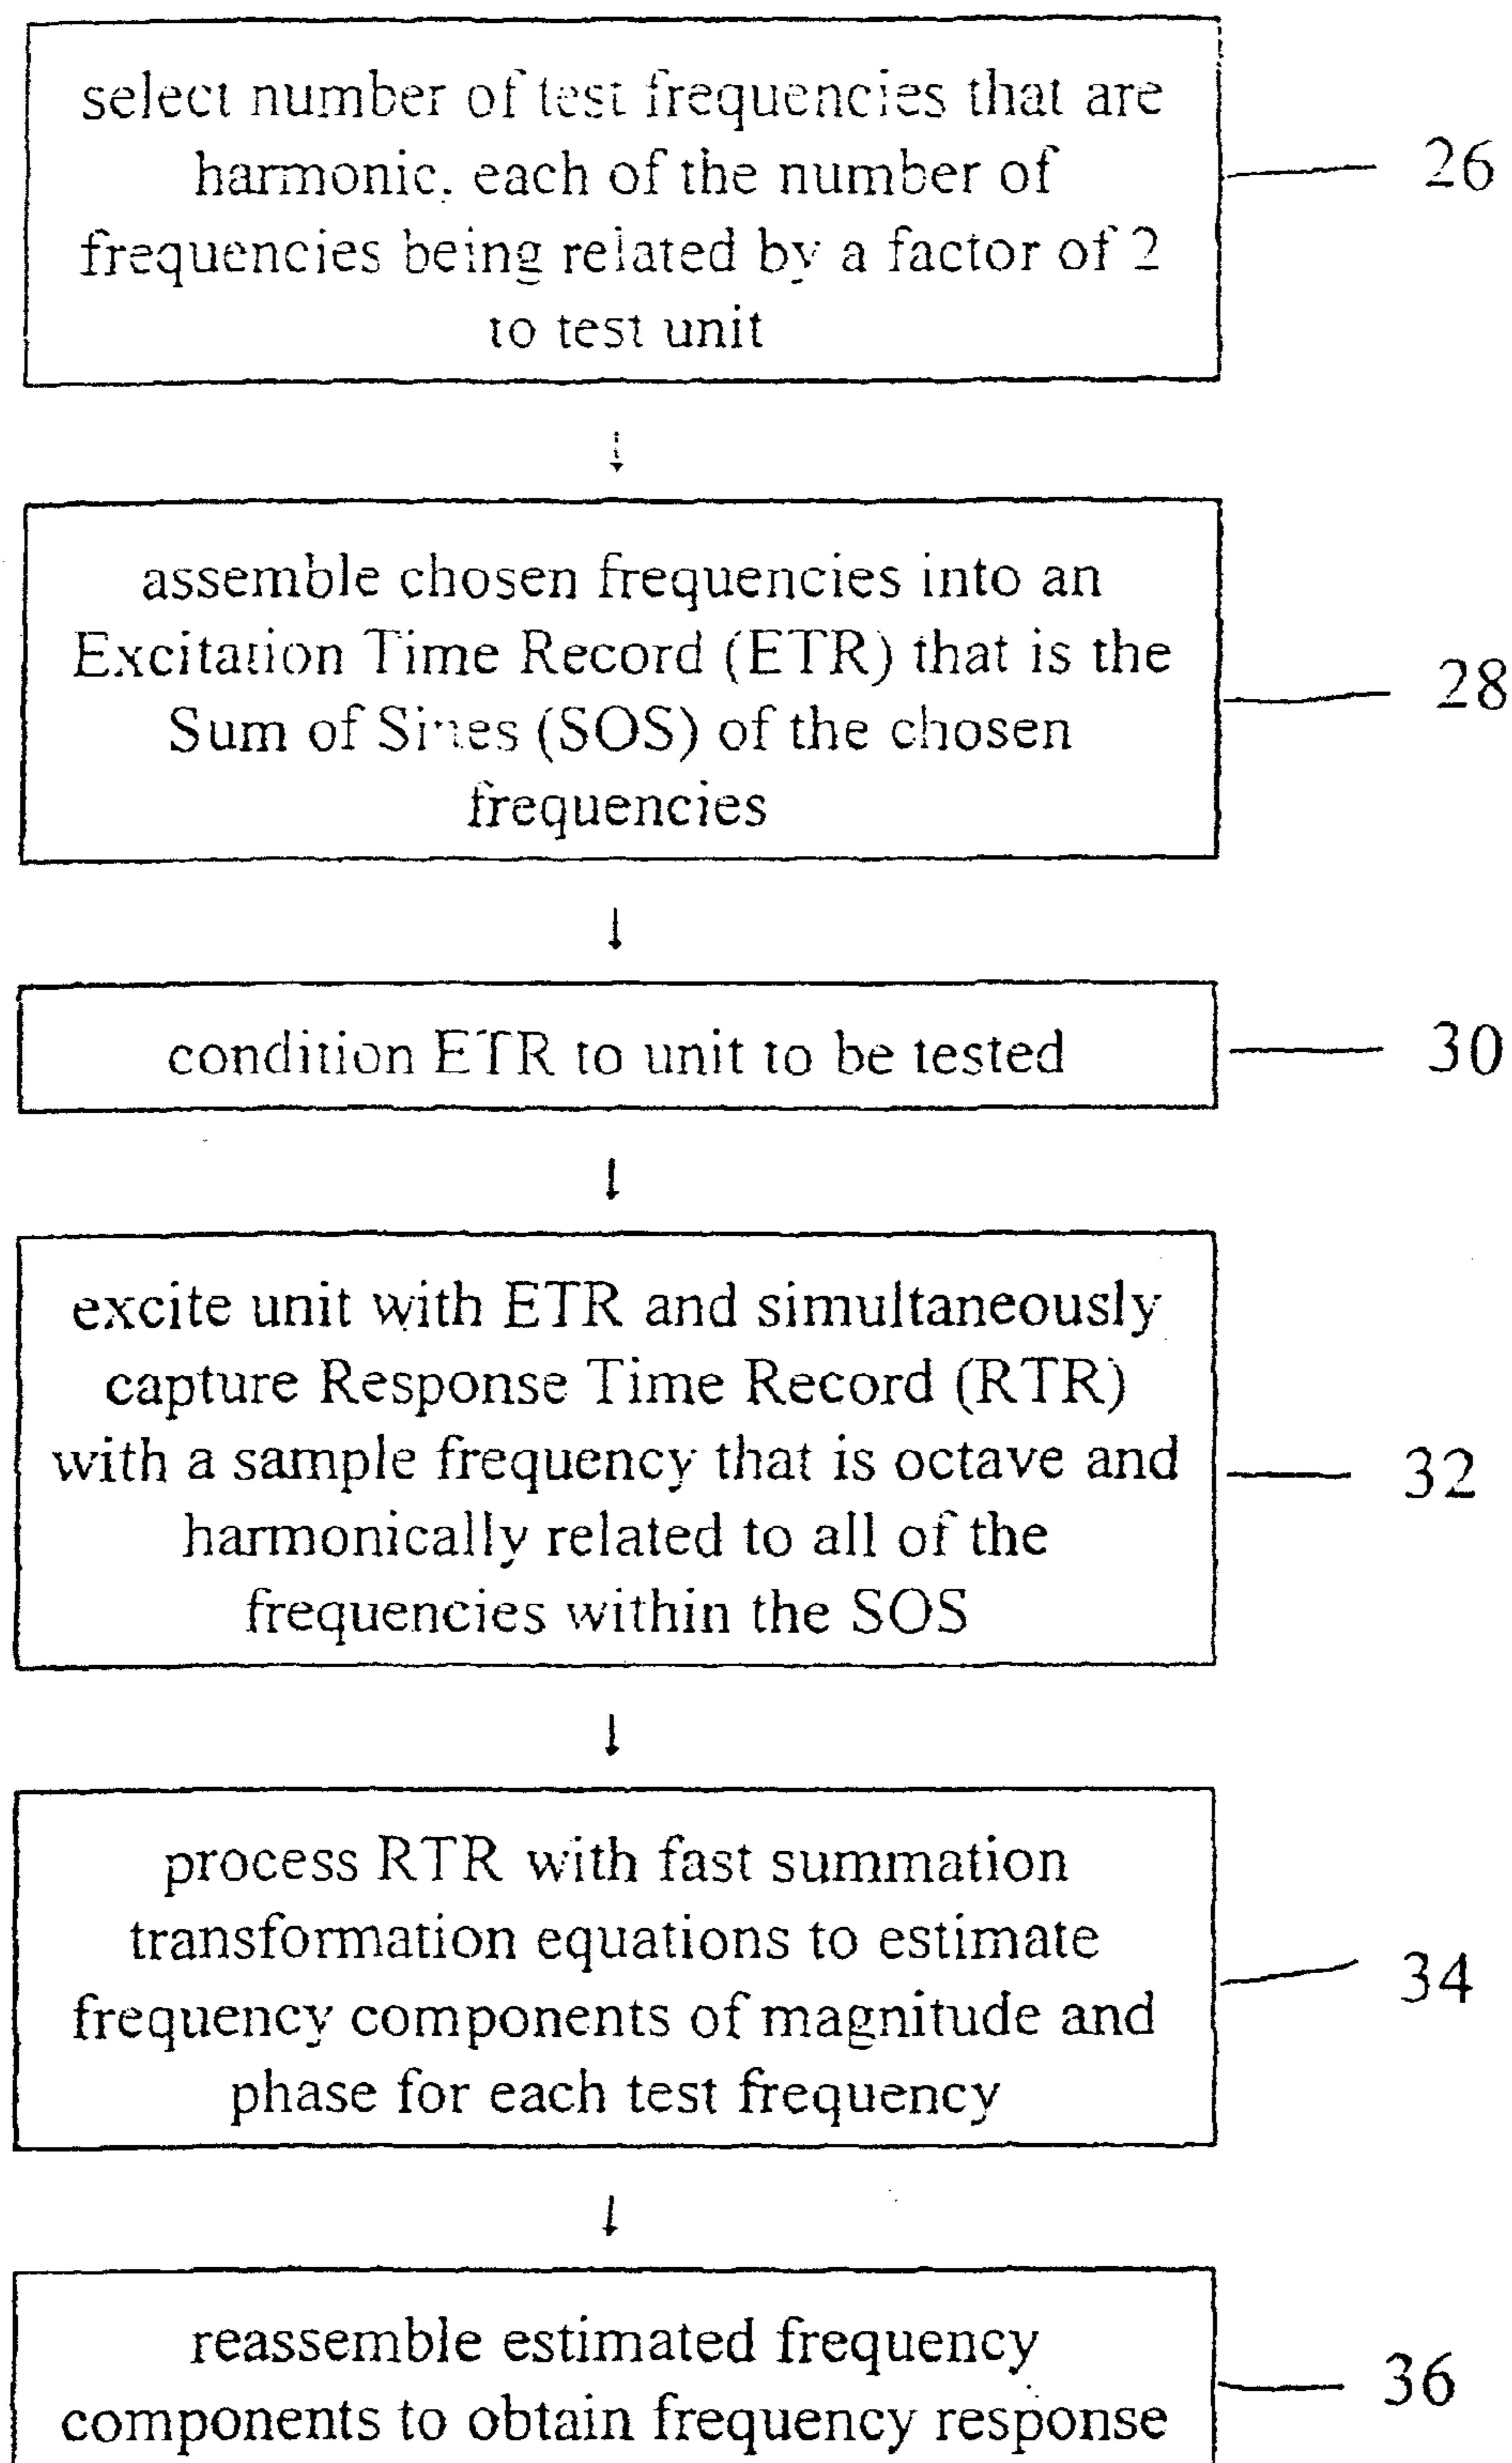 select number of test frequencies that are
harmonic. each of the number of
frequencies being related by a factor of 2
to test unit
26
assemble chosen frequencies into an
Excitation Time Record (ETR) that is the
Sum of Sines (SOS) of the chosen
frequencies
28
condition ETR to unit to be tested
30
excite unit with ETR and simultaneously
capture Response Time Record (RTR)
with a sample frequency that is octave and
harmonically related to all of the
frequencies within the SOS
32
process RTR with fast summation
transformation equations to estimate
frequency components of magnitude and
phase for each test frequency
34
reassemble estimated frequency
components to obtain frequency response
36